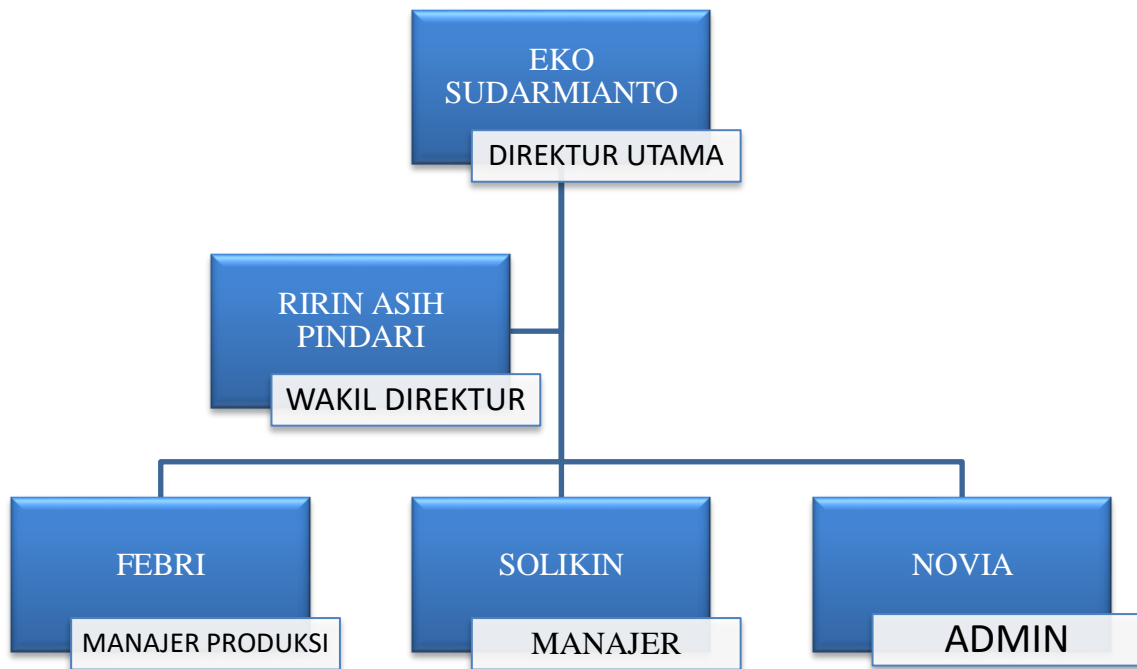 EKO
SUDARMIANTO
DIREKTUR UTAMA
RIRIN ASIH
PINDARI
WAKIL DIREKTUR
FEBRI
MANAJER PRODUKSI
SOLIKIN
MANAJER
NOVIA
ADMIN